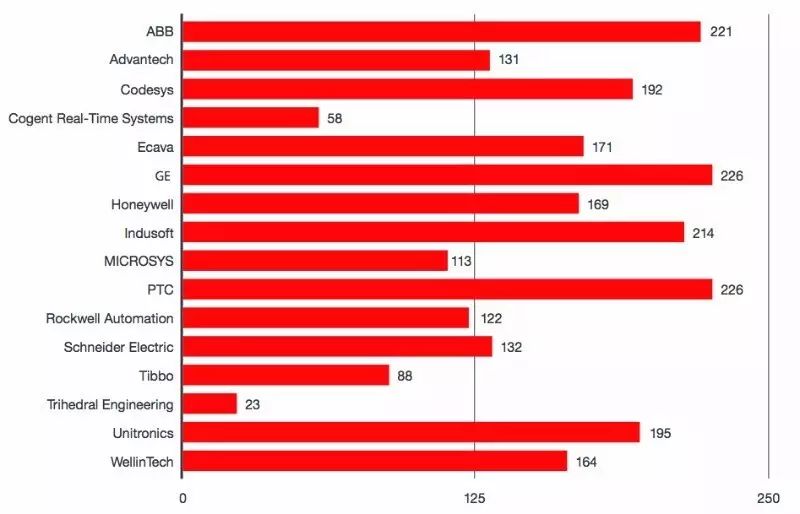 ABB 221
Advantech 131
Codesys 192
Cogent Real-Time Systems 58
Ecava 171
GE 226
Honeywell 169
Indusoft 214
MICROSYS 113
PTC 226
Rockwell Automation 122
Schneider Electric 132
Tibbo 88
Trihedral Engineering 23
Unitronics 195
WellinTech 164
0 125 250